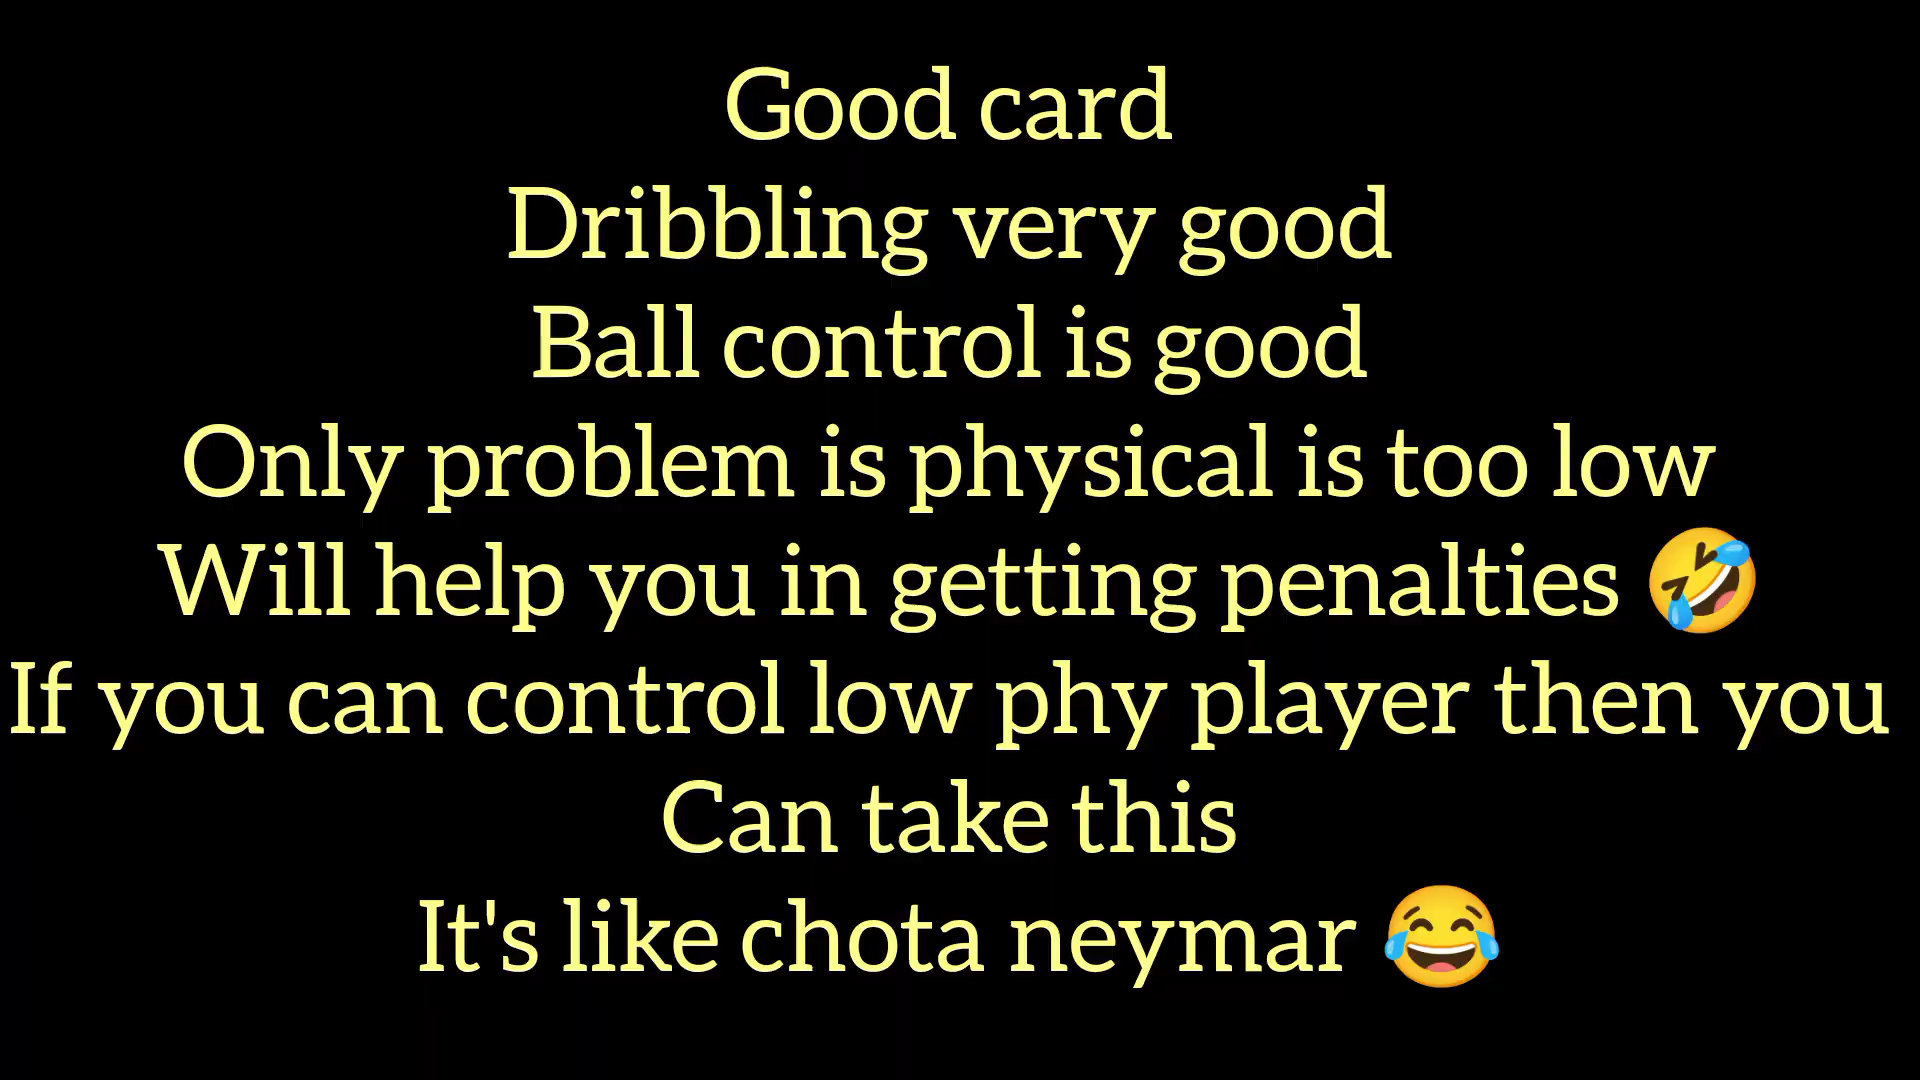 Good card
Dribbling very good
Ball control is good
Only problem is physical is too low
Will help you in getting penalties 🤣
If you can control low phy player then you
Can take this
It's like chota neymar 😂